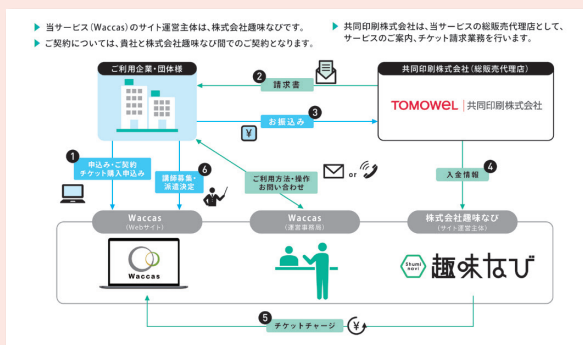 ▶ 当サービス(Waccas)のサイト運営主体は、株式会社趣味なびです。
▶ ご契約については、貴社と株式会社趣味なび間でのご契約となります。
▶ 共同印刷株式会社は、当サービスの総販売代理店として、
サービスのご案内、チケット請求業務を行います。
ご利用企業・団体様
2
請求書
共同印刷株式会社(総販売代理店)
TOMOWEL 共同印刷株式会社
3
お振込み
¥
1
申込み・ご契約
チケット購入申込み
6
講師募集・
派遣決定
ご利用方法・操作
お問い合わせ
or
4
入金情報
Waccas
(Webサイト)
Waccas
(運営事務局)
株式会社趣味なび
(サイト運営主体)
Waccas
Shumi
navi
趣味なび
5
チケットチャージ
¥